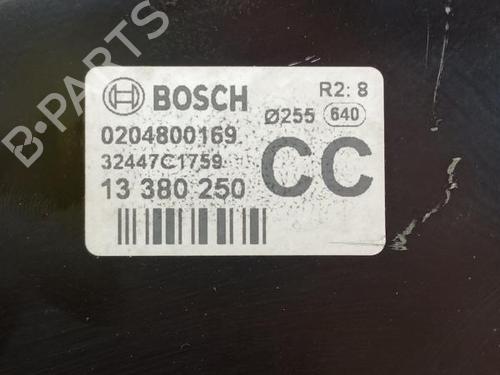 B-PARTS
BOSCH
R2: 8
Ø255 640
0204800169
32447C1759
CC
13 380 250